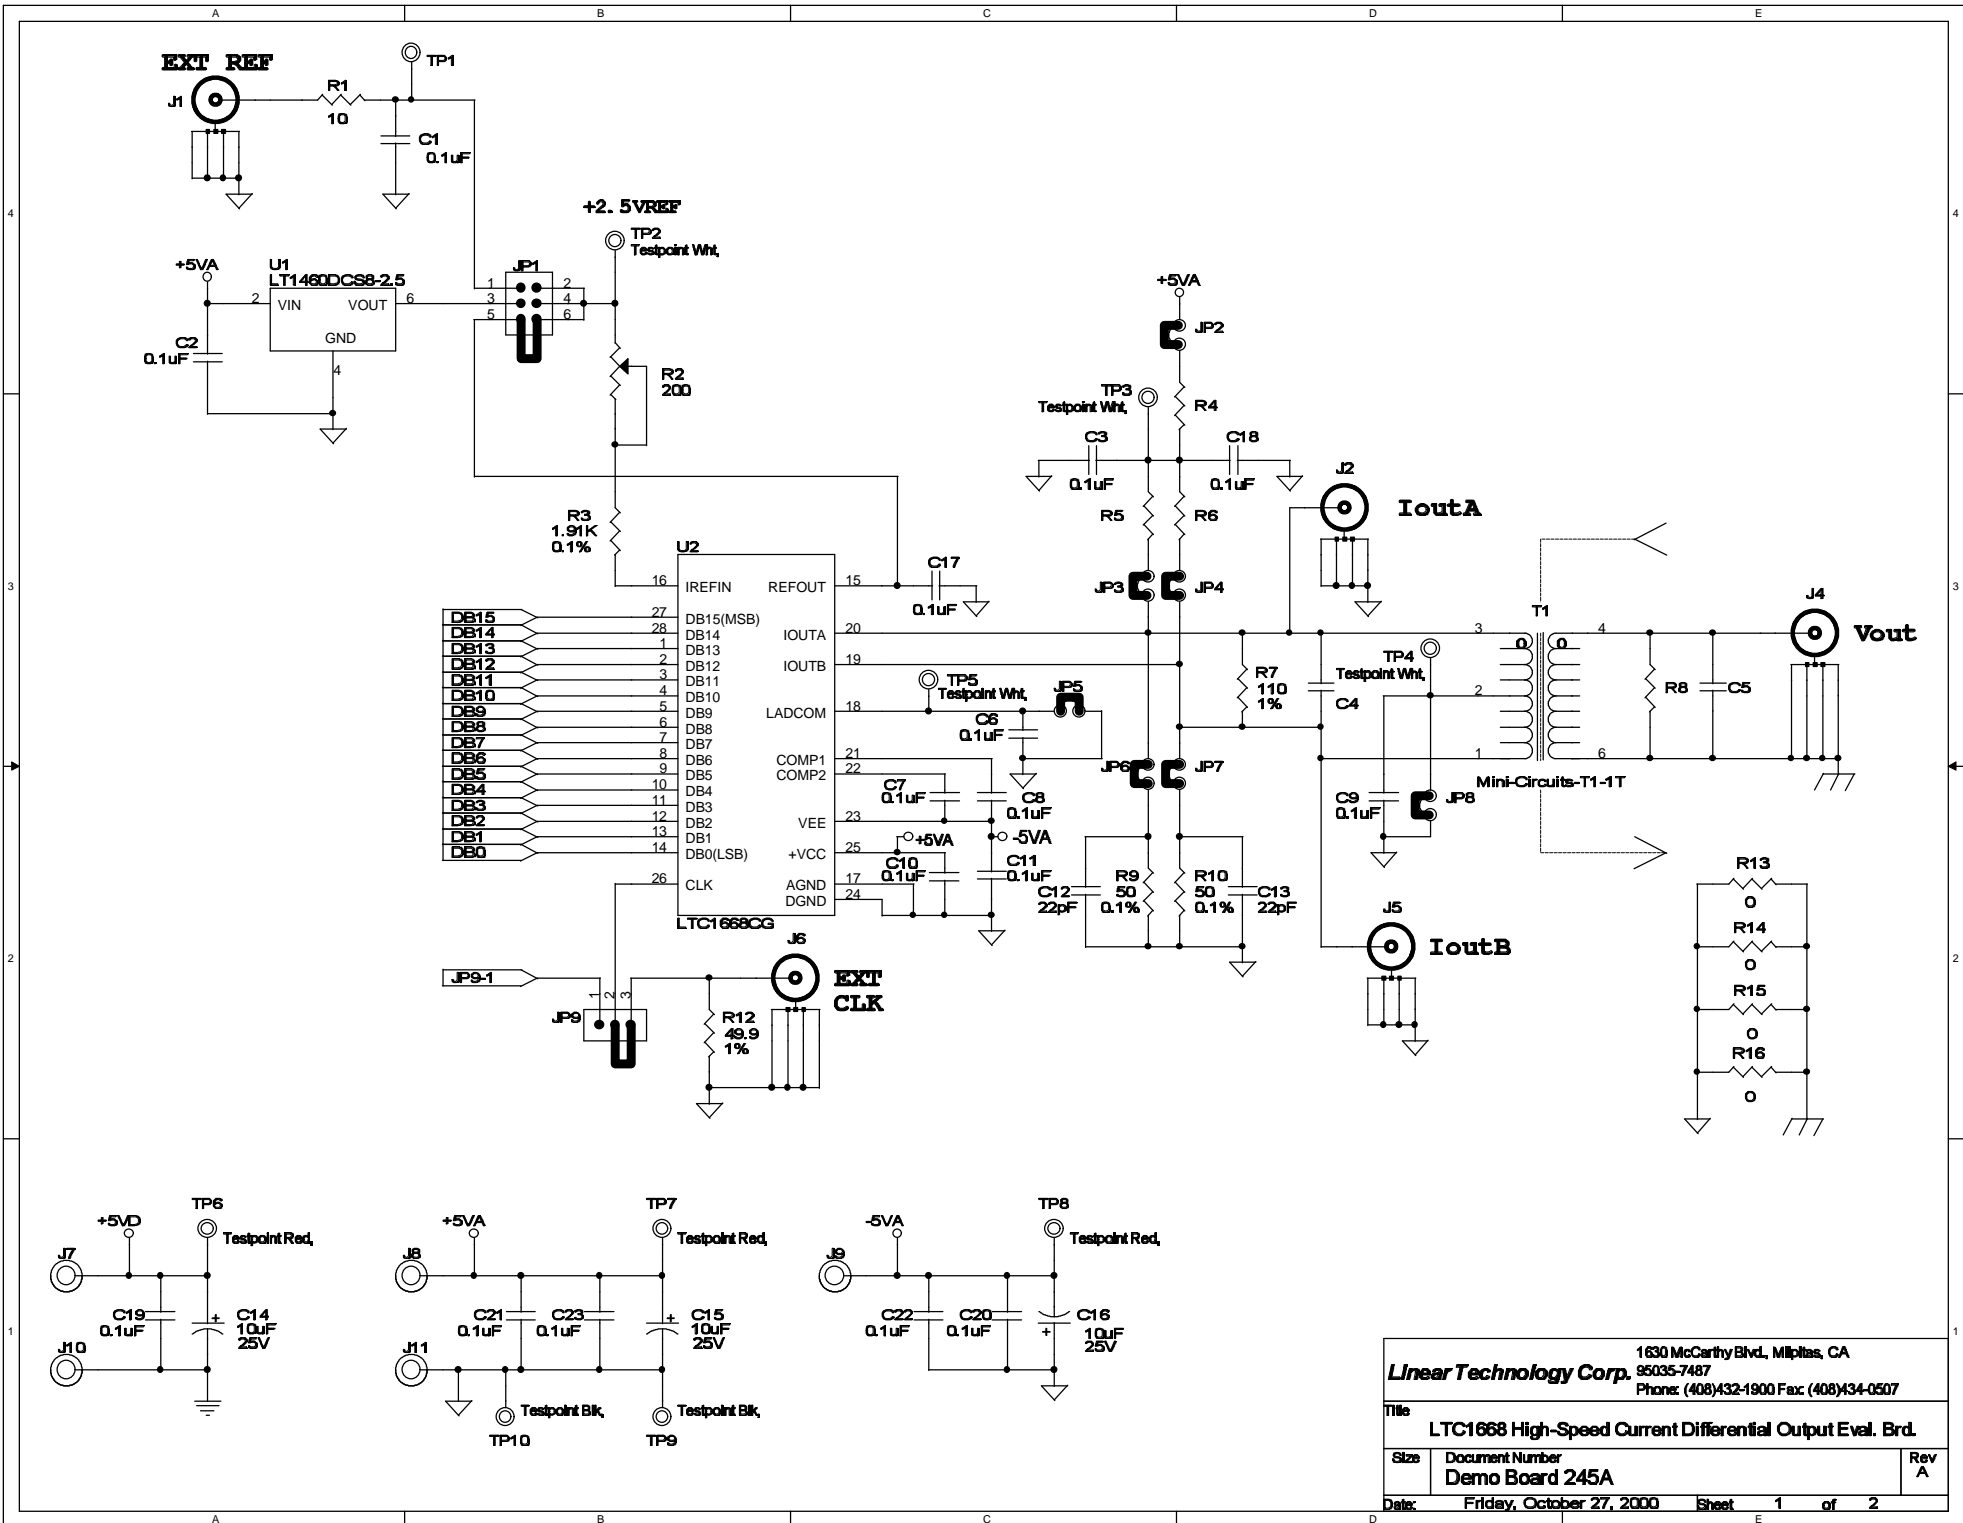 A B C D E
EXT REF
J1
R1
10
TP1
C1
0.1uF
4 4
+2.5VREF
TP2
Testpoint Wht,
+5VA
U1
LT1460DCS8-2.5
2 VIN VOUT 6
GND
4
C2
0.1uF
JP1
1 2
3 4
5 6
R2
200
+5VA
JP2
TP3
Testpoint Wht,
R4
C3
0.1uF
C18
0.1uF
R5
R6
J2
IoutA
R3
1.91K
0.1%
U2
16 IREFIN REFOUT 15
C17
0.1uF
JP3
JP4
3 3
DB15 27 DB15(MSB)
DB14 28 DB14
DB13 1 DB13
DB12 2 DB12
DB11 3 DB11
DB10 4 DB10
DB9 5 DB9
DB8 6 DB8
DB7 7 DB7
DB6 8 DB6
DB5 9 DB5
DB4 10 DB4
DB3 11 DB3
DB2 12 DB2
DB1 13 DB1
DB0 14 DB0(LSB)
26 CLK
IOUTA 20
IOUTB 19
LADCOM 18
COMP1 21
COMP2 22
VEE 23
+VCC 25
AGND 17
DGND 24
LTC1668CG
TP5
Testpoint Wht,
JP5
C6
0.1uF
C7
0.1uF
C8
0.1uF
+5VA
-5VA
C10
0.1uF
C11
0.1uF
JP6
JP7
R7
110
1%
C4
TP4
Testpoint Wht,
C9
0.1uF
JP8
T1
3 4
2
1 6
0 0
Mini-Circuits-T1-1T
R8
C5
J4
Vout
C12
22pF
R9
50
0.1%
R10
50
0.1%
C13
22pF
J5
IoutB
R13
0
R14
0
R15
0
R16
0
2 2
JP9-1
JP9
1 2 3
R12
49.9
1%
J6
EXT
CLK
+5VD
TP6
Testpoint Red,
J7
C19
0.1uF
C14
10uF
25V
+
J10
+5VA
TP7
Testpoint Red,
J8
C21
0.1uF
C23
0.1uF
C15
10uF
25V
+
J11
Testpoint Blk,
TP10
Testpoint Blk,
TP9
-5VA
TP8
Testpoint Red,
J9
C22
0.1uF
C20
0.1uF
C16
10uF
25V
+
1 1
Linear Technology Corp.
1630 McCarthy Blvd., Milpitas, CA
95035-7487
Phone: (408)432-1900 Fax: (408)434-0507
Title
LTC1668 High-Speed Current Differential Output Eval. Brd.
Size Document Number Rev
Demo Board 245A A
Date: Friday, October 27, 2000 Sheet 1 of 2
A B C D E